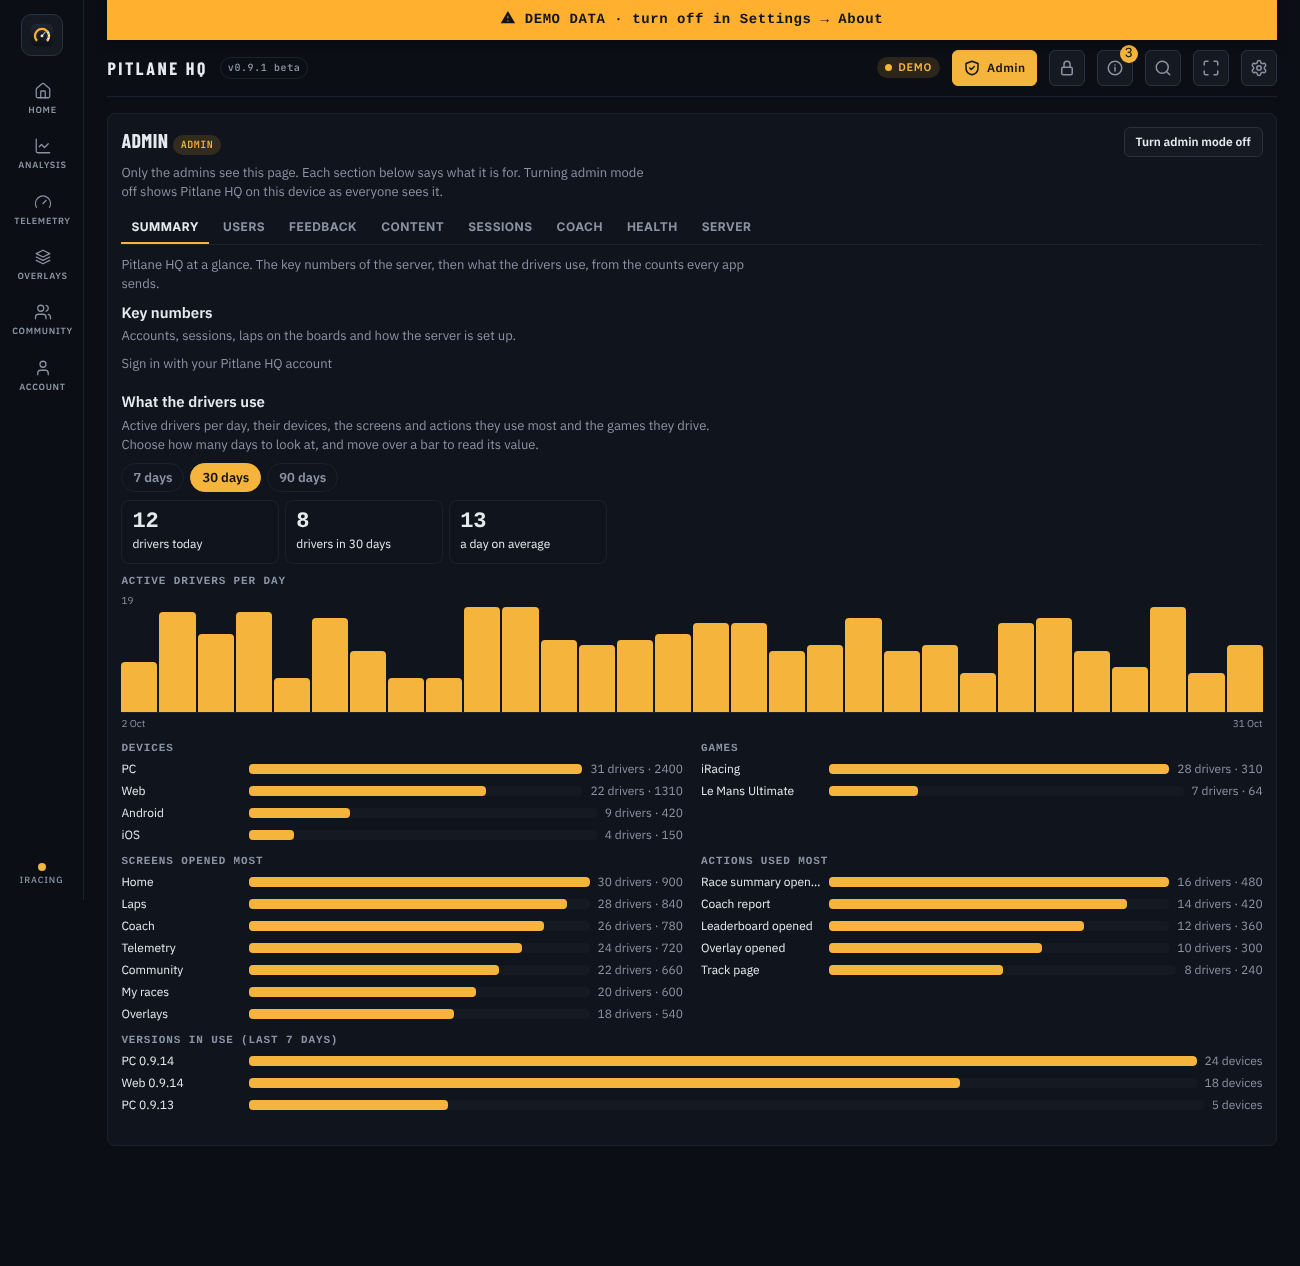 ⚠ DEMO DATA · turn off in Settings → About
PITLANE HQ
v0.9.1 beta
DEMO
Admin
3
HOME
ANALYSIS
TELEMETRY
OVERLAYS
COMMUNITY
ACCOUNT
IRACING
ADMIN ADMIN
Turn admin mode off
Only the admins see this page. Each section below says what it is for. Turning admin mode
off shows Pitlane HQ on this device as everyone sees it.
SUMMARY USERS FEEDBACK CONTENT SESSIONS COACH HEALTH SERVER
Pitlane HQ at a glance. The key numbers of the server, then what the drivers use, from the counts every app
sends.
Key numbers
Accounts, sessions, laps on the boards and how the server is set up.
Sign in with your Pitlane HQ account
What the drivers use
Active drivers per day, their devices, the screens and actions they use most and the games they drive.
Choose how many days to look at, and move over a bar to read its value.
7 days 30 days 90 days
12
drivers today
8
drivers in 30 days
13
a day on average
ACTIVE DRIVERS PER DAY
19
2 Oct 31 Oct
DEVICES
PC 31 drivers · 2400
Web 22 drivers · 1310
Android 9 drivers · 420
iOS 4 drivers · 150
GAMES
iRacing 28 drivers · 310
Le Mans Ultimate 7 drivers · 64
SCREENS OPENED MOST
Home 30 drivers · 900
Laps 28 drivers · 840
Coach 26 drivers · 780
Telemetry 24 drivers · 720
Community 22 drivers · 660
My races 20 drivers · 600
Overlays 18 drivers · 540
ACTIONS USED MOST
Race summary open... 16 drivers · 480
Coach report 14 drivers · 420
Leaderboard opened 12 drivers · 360
Overlay opened 10 drivers · 300
Track page 8 drivers · 240
VERSIONS IN USE (LAST 7 DAYS)
PC 0.9.14 24 devices
Web 0.9.14 18 devices
PC 0.9.13 5 devices